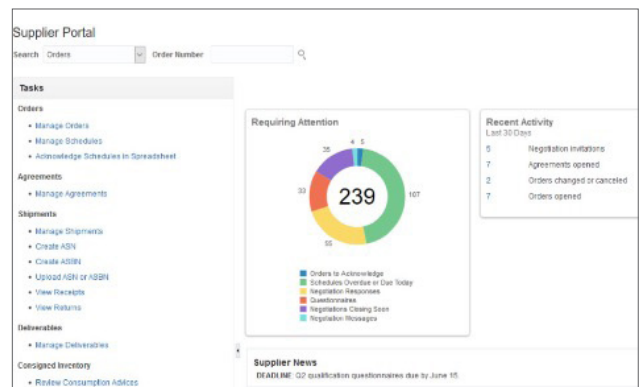 Supplier Portal
Search Orders Order Number
Tasks
Orders
Manage Orders
Manage Schedules
Acknowledge Schedules in Spreadsheet
Agreements
Manage Agreements
Shipments
Manage Shipments
Create ASN
Create ASBN
Upload ASN or ASBN
View Receipts
View Returns
Deliverables
Manage Deliverables
Consigned Inventory
Review Consumption Advices
Requiring Attention
4 5
35
107
33
55
239
Orders to Acknowledge
Schedules Overdue or Due Today
Negotiation Responses
Questionnaires
Negotiations Closing Soon
Negotiation Messages
Recent Activity
Last 30 Days
5 Negotiation invitations
7 Agreements opened
2 Orders changed or canceled
7 Orders opened
Supplier News
DEADLINE: Q2 qualification questionnaires due by June 15.